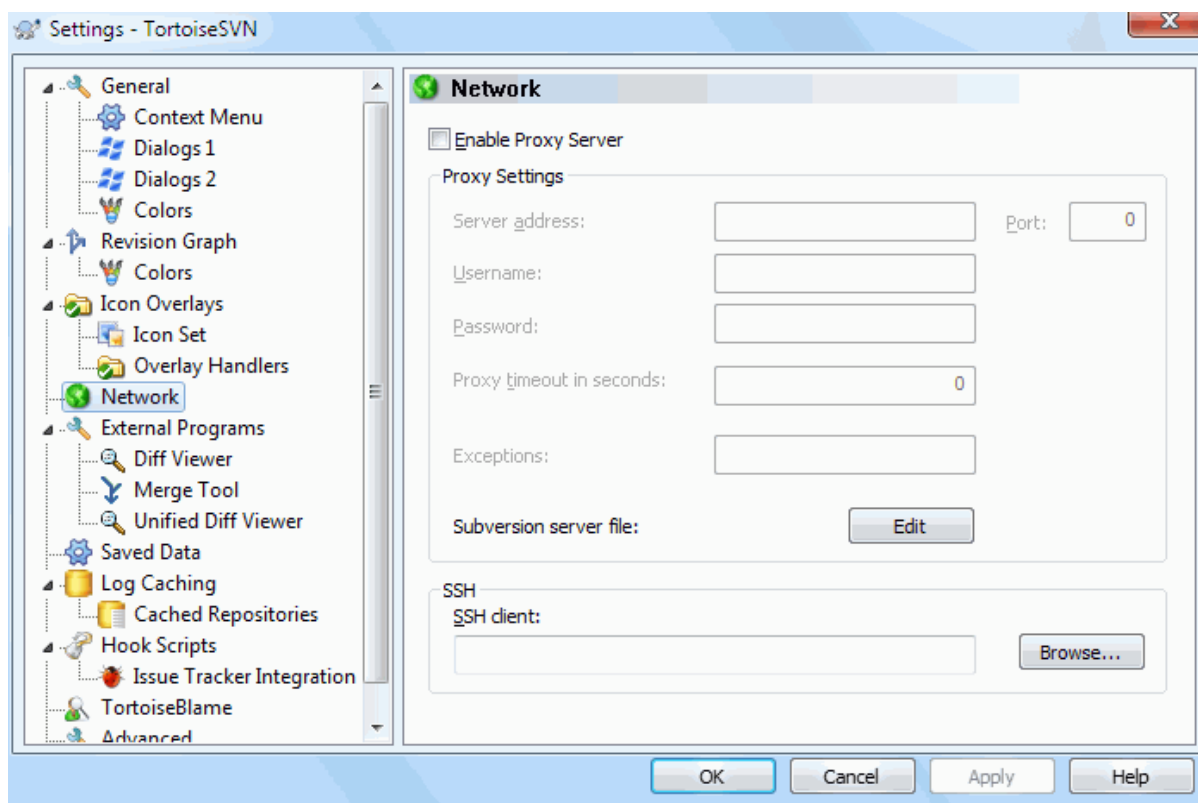 Settings - TortoiseSVN
General
Context Menu
Dialogs 1
Dialogs 2
Colors
Revision Graph
Colors
Icon Overlays
Icon Set
Overlay Handlers
Network
External Programs
Diff Viewer
Merge Tool
Unified Diff Viewer
Saved Data
Log Caching
Cached Repositories
Hook Scripts
Issue Tracker Integration
TortoiseBlame
Advanced
Network
Enable Proxy Server
Proxy Settings
Server address: Port: 0
Username:
Password:
Proxy timeout in seconds: 0
Exceptions:
Subversion server file: Edit
SSH
SSH client:
Browse...
OK Cancel Apply Help